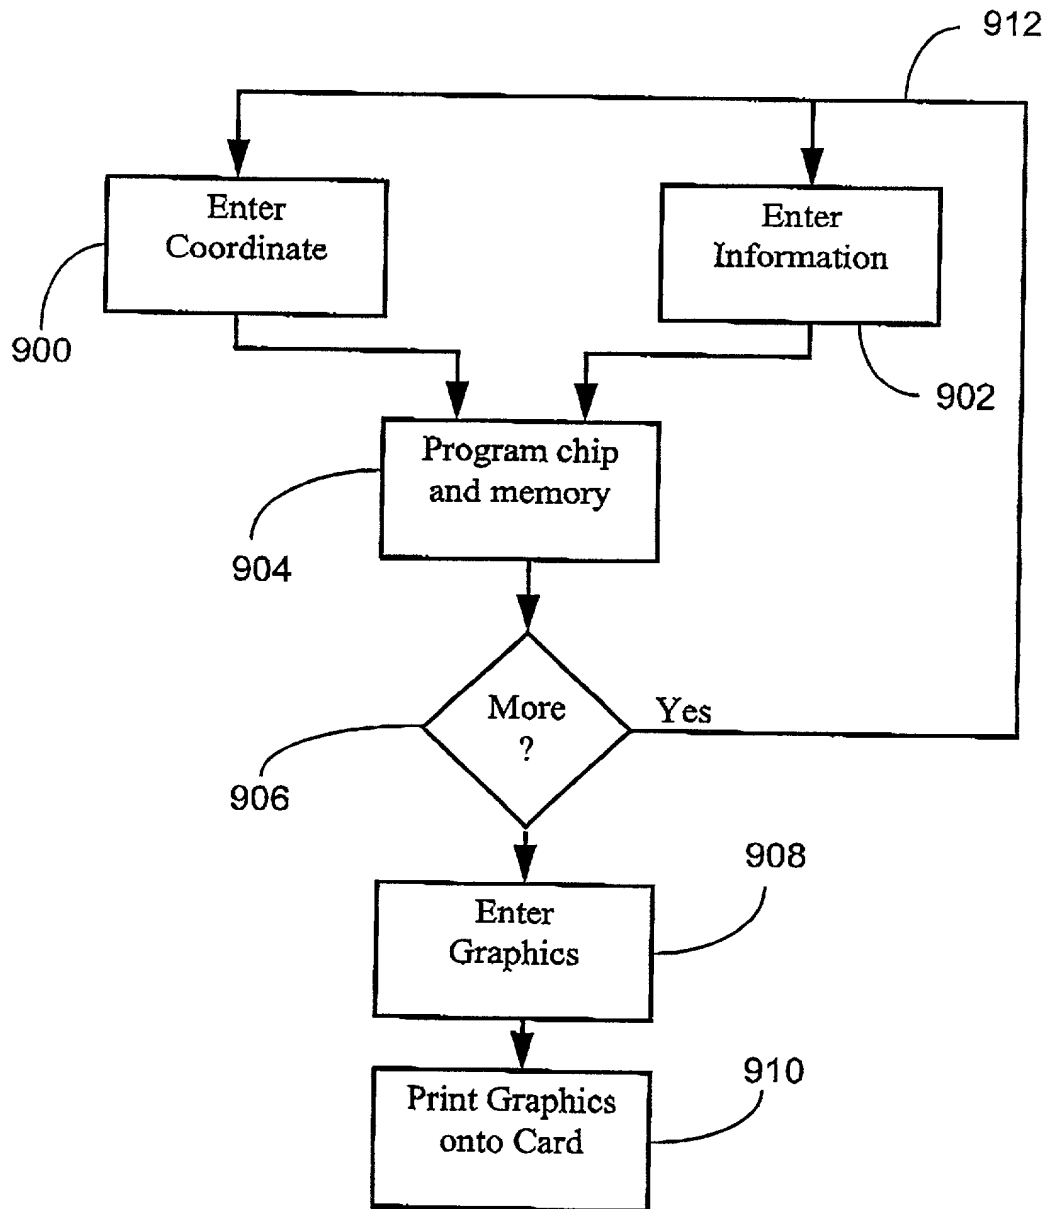 912
Enter
Coordinate
Enter
Information
900
902
Program chip
and memory
904
More
?
Yes
906
908
Enter
Graphics
910
Print Graphics
onto Card